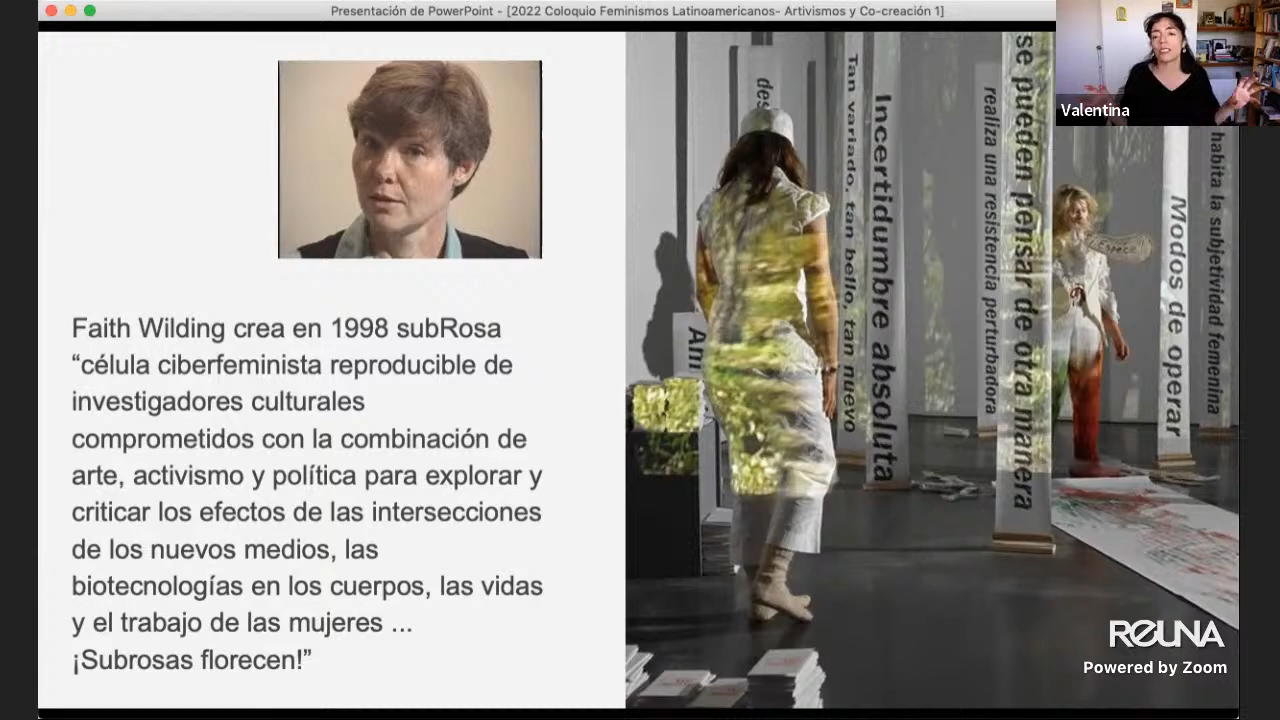 Presentación de PowerPoint - [2022 Coloquio Feminismos Latinoamericanos- Artivismos y Co-creación 1]
Valentina
Faith Wilding crea en 1998 subRosa
“célula ciberfeminista reproducible de
investigadores culturales
comprometidos con la combinación de
arte, activismo y política para explorar y
criticar los efectos de las intersecciones
de los nuevos medios, las
biotecnologías en los cuerpos, las vidas
y el trabajo de las mujeres ...
¡Subrosas florecen!”
Tan variado, tan bello, tan nuevo
Incertidumbre absoluta
realiza una resistencia perturbadora
se pueden pensar de otra manera
Modos de operar
habita la subjetividad femenina
REUNA
Powered by Zoom